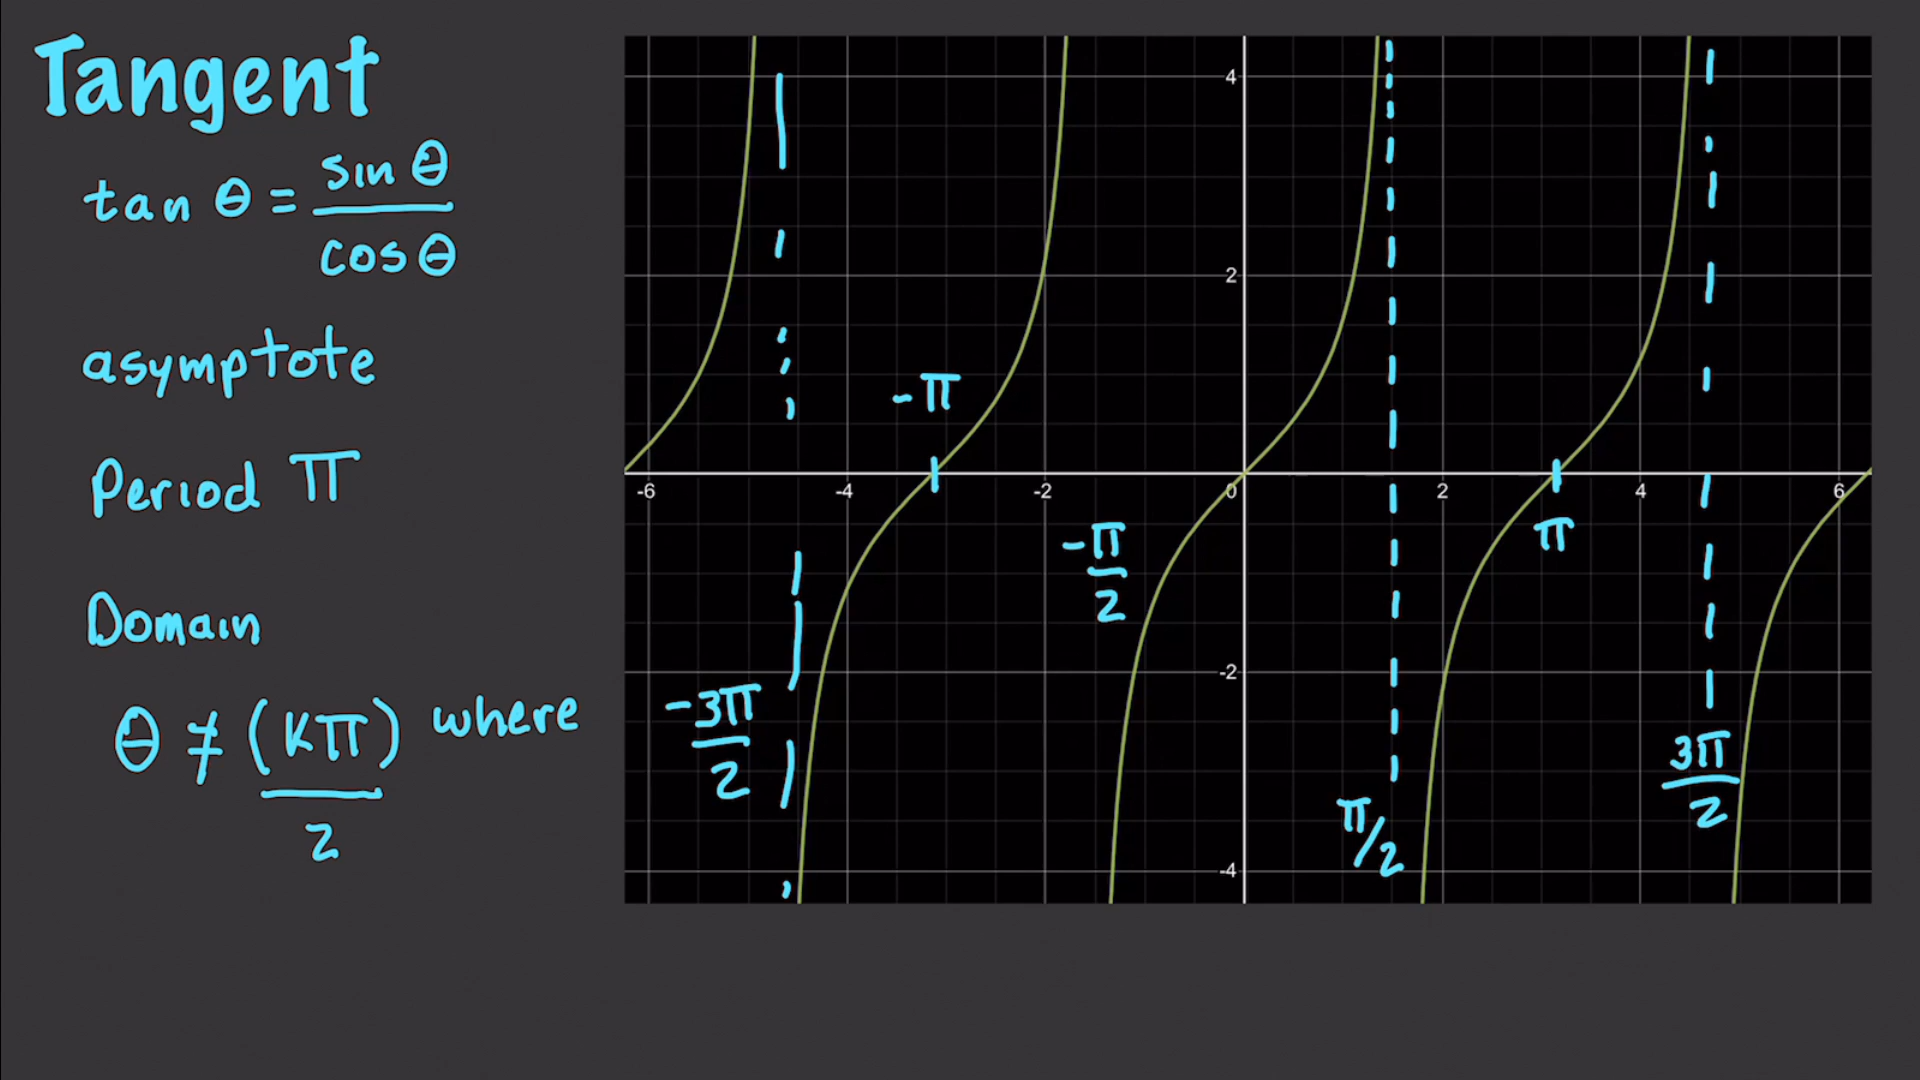 Tangent
tan θ = sin θ / cos θ
asymptote
Period π
Domain
θ ≠ (kπ) / 2 where
4
2
-6
-4
-2
0
2
4
6
-2
-4
-π
-π/2
-3π/2
π
π/2
3π/2